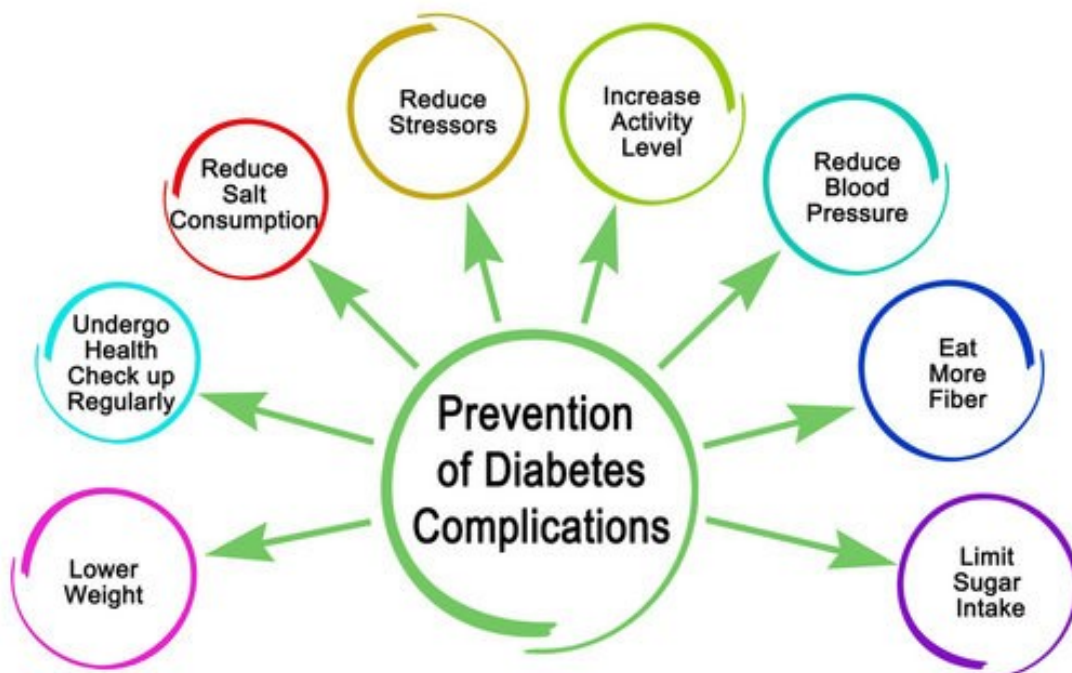 Prevention
of Diabetes
Complications
Lower
Weight
Undergo
Health
Check up
Regularly
Reduce
Salt
Consumption
Reduce
Stressors
Increase
Activity
Level
Reduce
Blood
Pressure
Eat
More
Fiber
Limit
Sugar
Intake